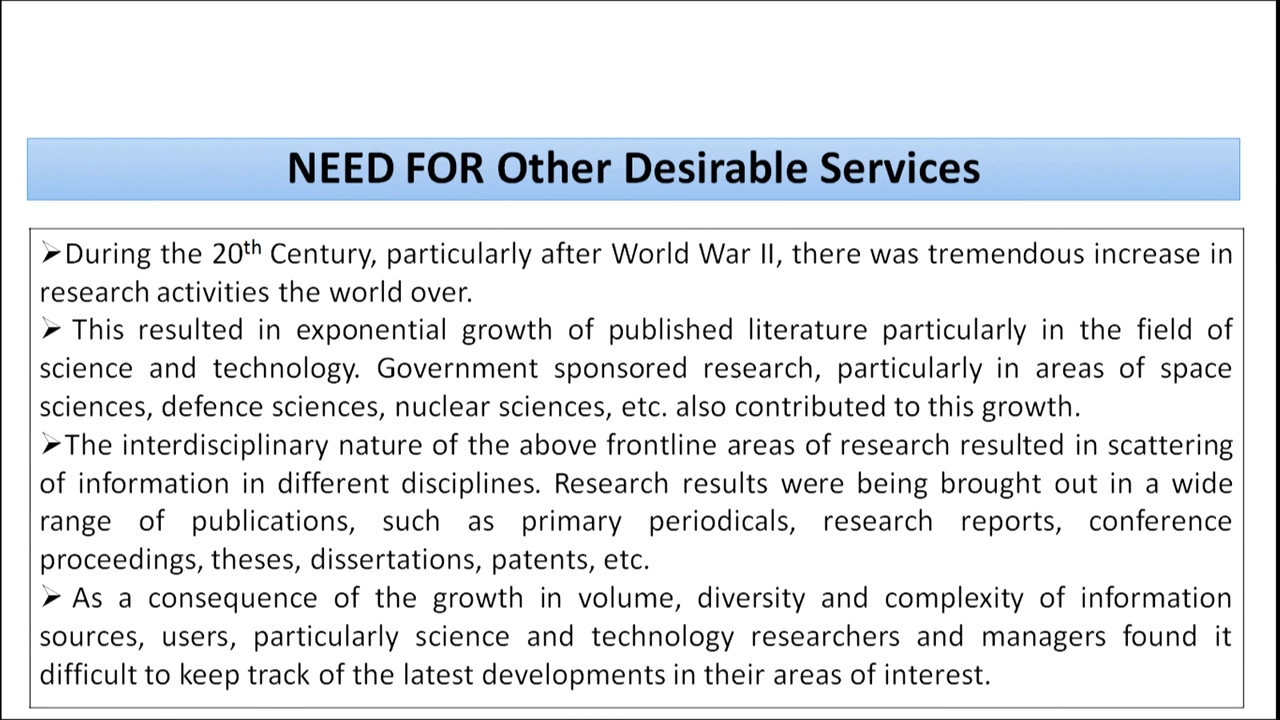 NEED FOR Other Desirable Services
➢During the 20th Century, particularly after World War II, there was tremendous increase in
research activities the world over.
➢ This resulted in exponential growth of published literature particularly in the field of
science and technology. Government sponsored research, particularly in areas of space
sciences, defence sciences, nuclear sciences, etc. also contributed to this growth.
➢The interdisciplinary nature of the above frontline areas of research resulted in scattering
of information in different disciplines. Research results were being brought out in a wide
range of publications, such as primary periodicals, research reports, conference
proceedings, theses, dissertations, patents, etc.
➢ As a consequence of the growth in volume, diversity and complexity of information
sources, users, particularly science and technology researchers and managers found it
difficult to keep track of the latest developments in their areas of interest.